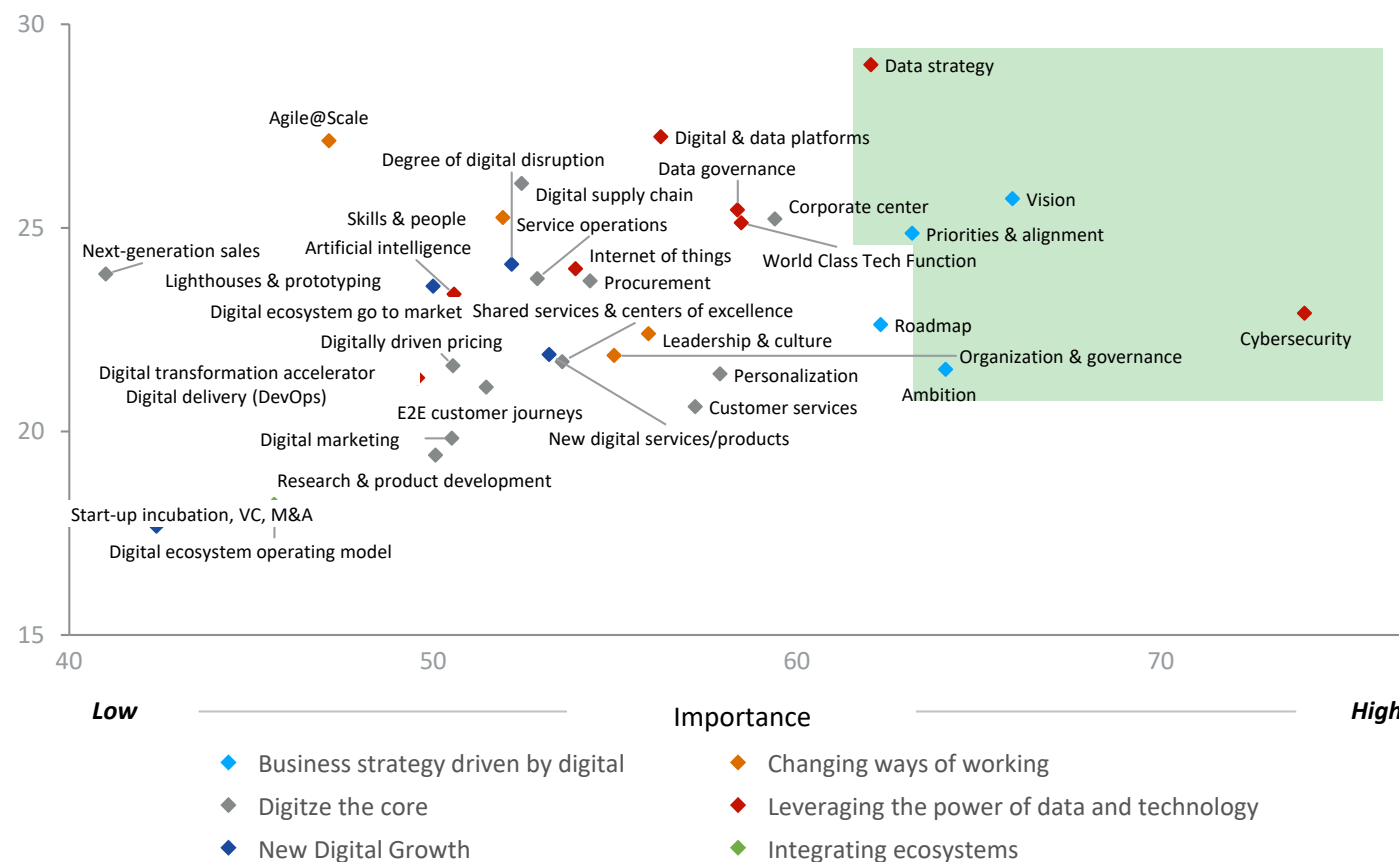 30
Data strategy
Agile@Scale
Digital & data platforms
Degree of digital disruption
Data governance
Digital supply chain
Vision
Corporate center
Skills & people
Service operations
25
Priorities & alignment
Artificial intelligence
Next-generation sales
Internet of things
World Class Tech Function
Lighthouses & prototyping
Procurement
Digital ecosystem go to market
Shared services & centers of excellence
Roadmap
Cybersecurity
Digitally driven pricing
Leadership & culture
Organization & governance
Digital transformation accelerator
Personalization
Digital delivery (DevOps)
Ambition
E2E customer journeys
Customer services
20
Digital marketing
New digital services/products
Research & product development
Start-up incubation, VC, M&A
Digital ecosystem operating model
15
40 50 60 70
Low Importance High
Business strategy driven by digital
Changing ways of working
Digitze the core
Leveraging the power of data and technology
New Digital Growth
Integrating ecosystems